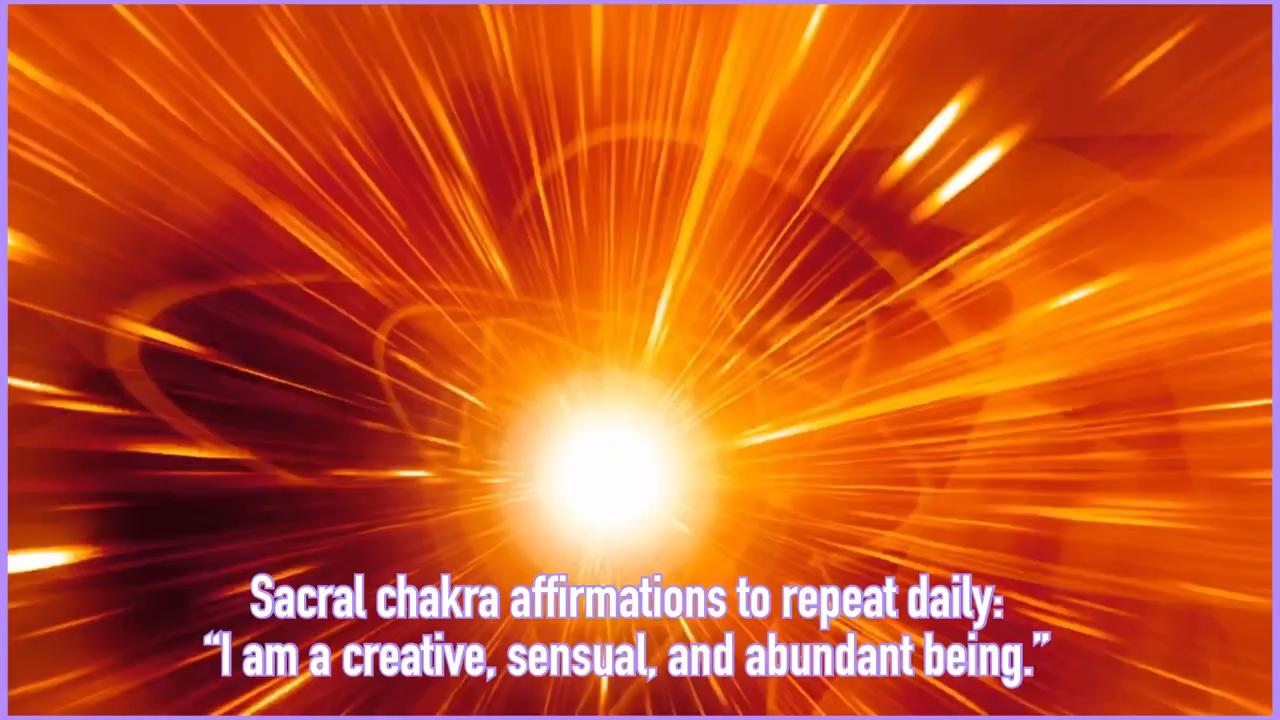 Sacral chakra affirmations to repeat daily:
“I am a creative, sensual, and abundant being.”